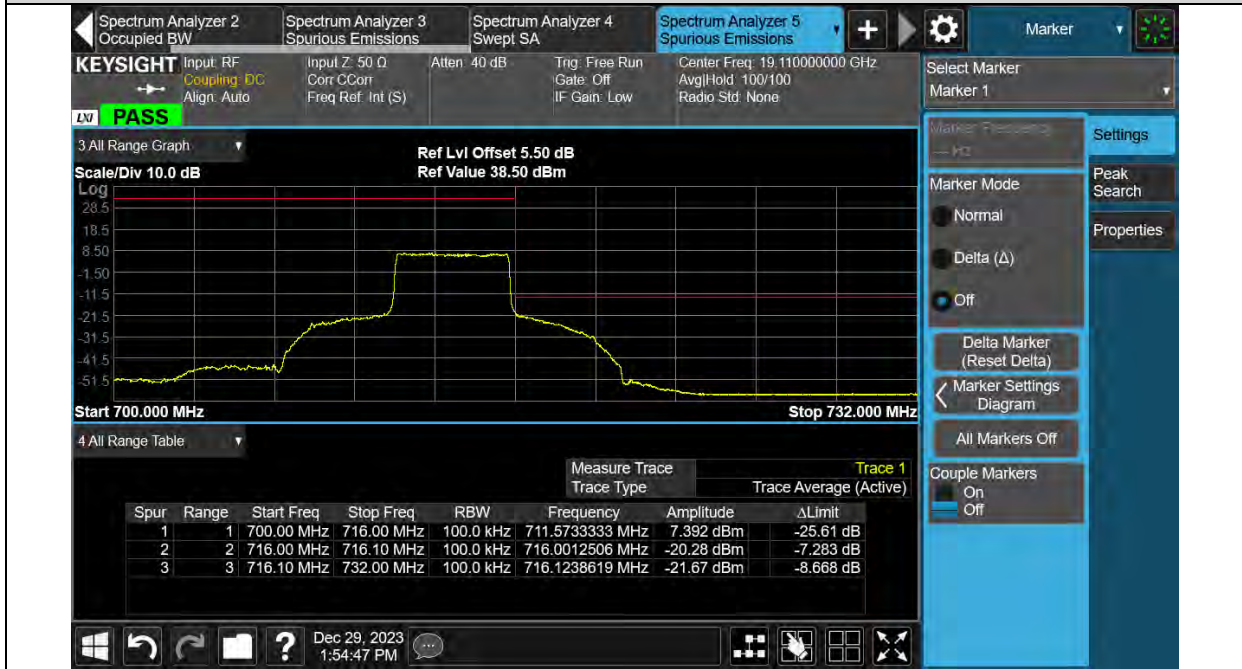 Spectrum Analyzer 2
Occupied BW
Spectrum Analyzer 3
Spurious Emissions
Spectrum Analyzer 4
Swept SA
Spectrum Analyzer 5
Spurious Emissions
+
Marker
KEYSIGHT
Input: RF
Coupling: DC
Align: Auto
Input Z: 50 Ω
Corr CCorr
Freq Ref: Int (S)
Atten: 40 dB
Trig: Free Run
Gate: Off
IF Gain: Low
Center Freq: 19.110000000 GHz
Avg|Hold: 100/100
Radio Std: None
LXI PASS
Select Marker
Marker 1
Marker Frequency
--- Hz
Settings
Peak
Search
Properties
Marker Mode
Normal
Delta (Δ)
Off
Delta Marker
(Reset Delta)
Marker Settings
Diagram
All Markers Off
Couple Markers
On
Off
3 All Range Graph
Scale/Div 10.0 dB
Ref Lvl Offset 5.50 dB
Ref Value 38.50 dBm
Log
28.5
18.5
8.50
-1.50
-11.5
-21.5
-31.5
-41.5
-51.5
Start 700.000 MHz Stop 732.000 MHz
4 All Range Table
Measure Trace Trace 1
Trace Type Trace Average (Active)
Spur Range Start Freq Stop Freq RBW Frequency Amplitude ΔLimit
1 1 700.00 MHz 716.00 MHz 100.0 kHz 711.5733333 MHz 7.392 dBm -25.61 dB
2 2 716.00 MHz 716.10 MHz 100.0 kHz 716.0012506 MHz -20.28 dBm -7.283 dB
3 3 716.10 MHz 732.00 MHz 100.0 kHz 716.1238619 MHz -21.67 dBm -8.668 dB
?
Dec 29, 2023
1:54:47 PM